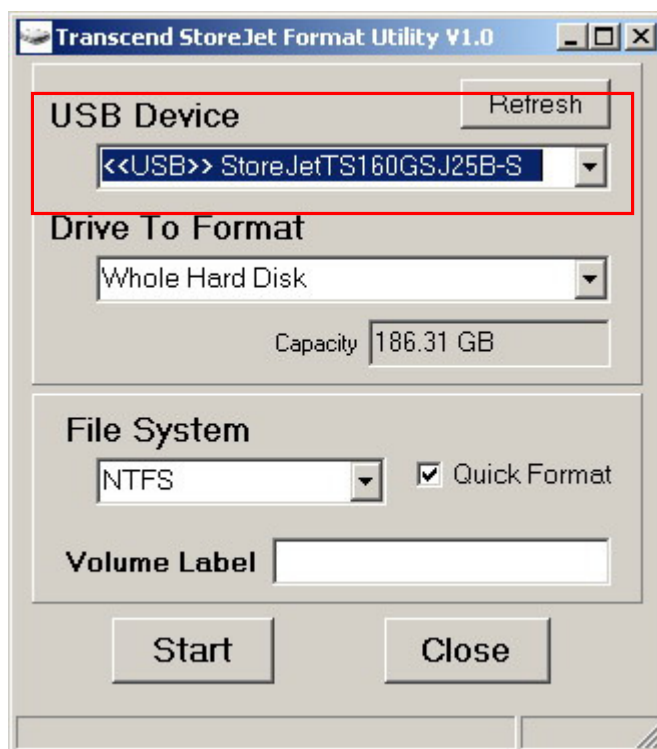 Transcend StoreJet Format Utility V1.0
USB Device
Refresh
<<USB>> StoreJetTS160GSJ25B-S
Drive To Format
Whole Hard Disk
Capacity 186.31 GB
File System
NTFS
Quick Format
Volume Label
Start Close